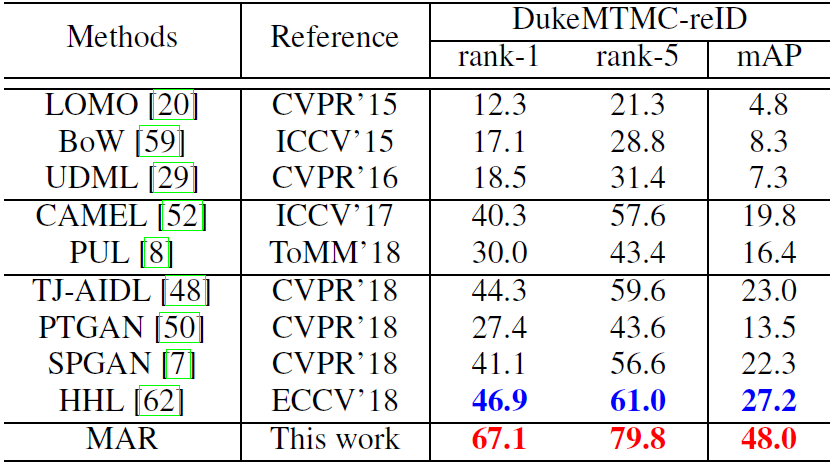 Methods Reference DukeMTMC-reID
rank-1 rank-5 mAP
LOMO [20] CVPR'15 12.3 21.3 4.8
BoW [59] ICCV'15 17.1 28.8 8.3
UDML [29] CVPR'16 18.5 31.4 7.3
CAMEL [52] ICCV'17 40.3 57.6 19.8
PUL [8] ToMM'18 30.0 43.4 16.4
TJ-AIDL [48] CVPR'18 44.3 59.6 23.0
PTGAN [50] CVPR'18 27.4 43.6 13.5
SPGAN [7] CVPR'18 41.1 56.6 22.3
HHL [62] ECCV'18 46.9 61.0 27.2
MAR This work 67.1 79.8 48.0